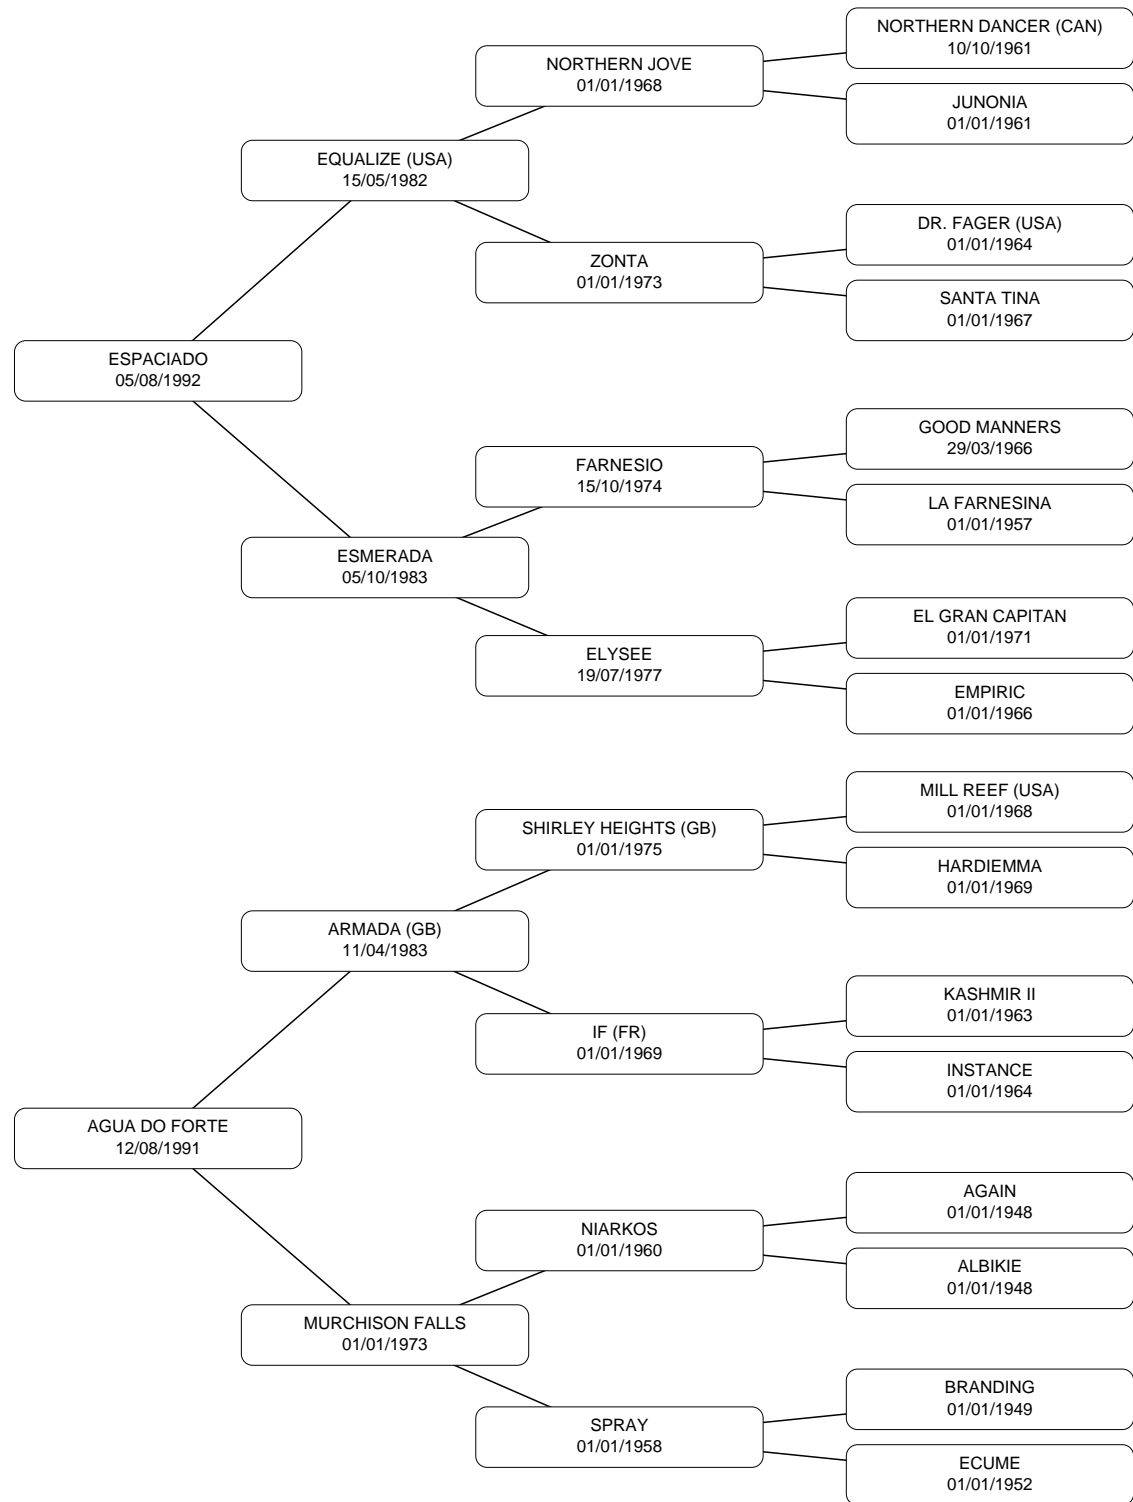 NORTHERN DANCER (CAN)
10/10/1961
NORTHERN JOVE
01/01/1968
JUNONIA
01/01/1961
EQUALIZE (USA)
15/05/1982
DR. FAGER (USA)
01/01/1964
ZONTA
01/01/1973
SANTA TINA
01/01/1967
ESPACIADO
05/08/1992
GOOD MANNERS
29/03/1966
FARNESIO
15/10/1974
LA FARNESINA
01/01/1957
ESMERADA
05/10/1983
EL GRAN CAPITAN
01/01/1971
ELYSEE
19/07/1977
EMPIRIC
01/01/1966
MILL REEF (USA)
01/01/1968
SHIRLEY HEIGHTS (GB)
01/01/1975
HARDIEMMA
01/01/1969
ARMADA (GB)
11/04/1983
KASHMIR II
01/01/1963
IF (FR)
01/01/1969
INSTANCE
01/01/1964
AGUA DO FORTE
12/08/1991
AGAIN
01/01/1948
NIARKOS
01/01/1960
ALBIKIE
01/01/1948
MURCHISON FALLS
01/01/1973
BRANDING
01/01/1949
SPRAY
01/01/1958
ECUME
01/01/1952